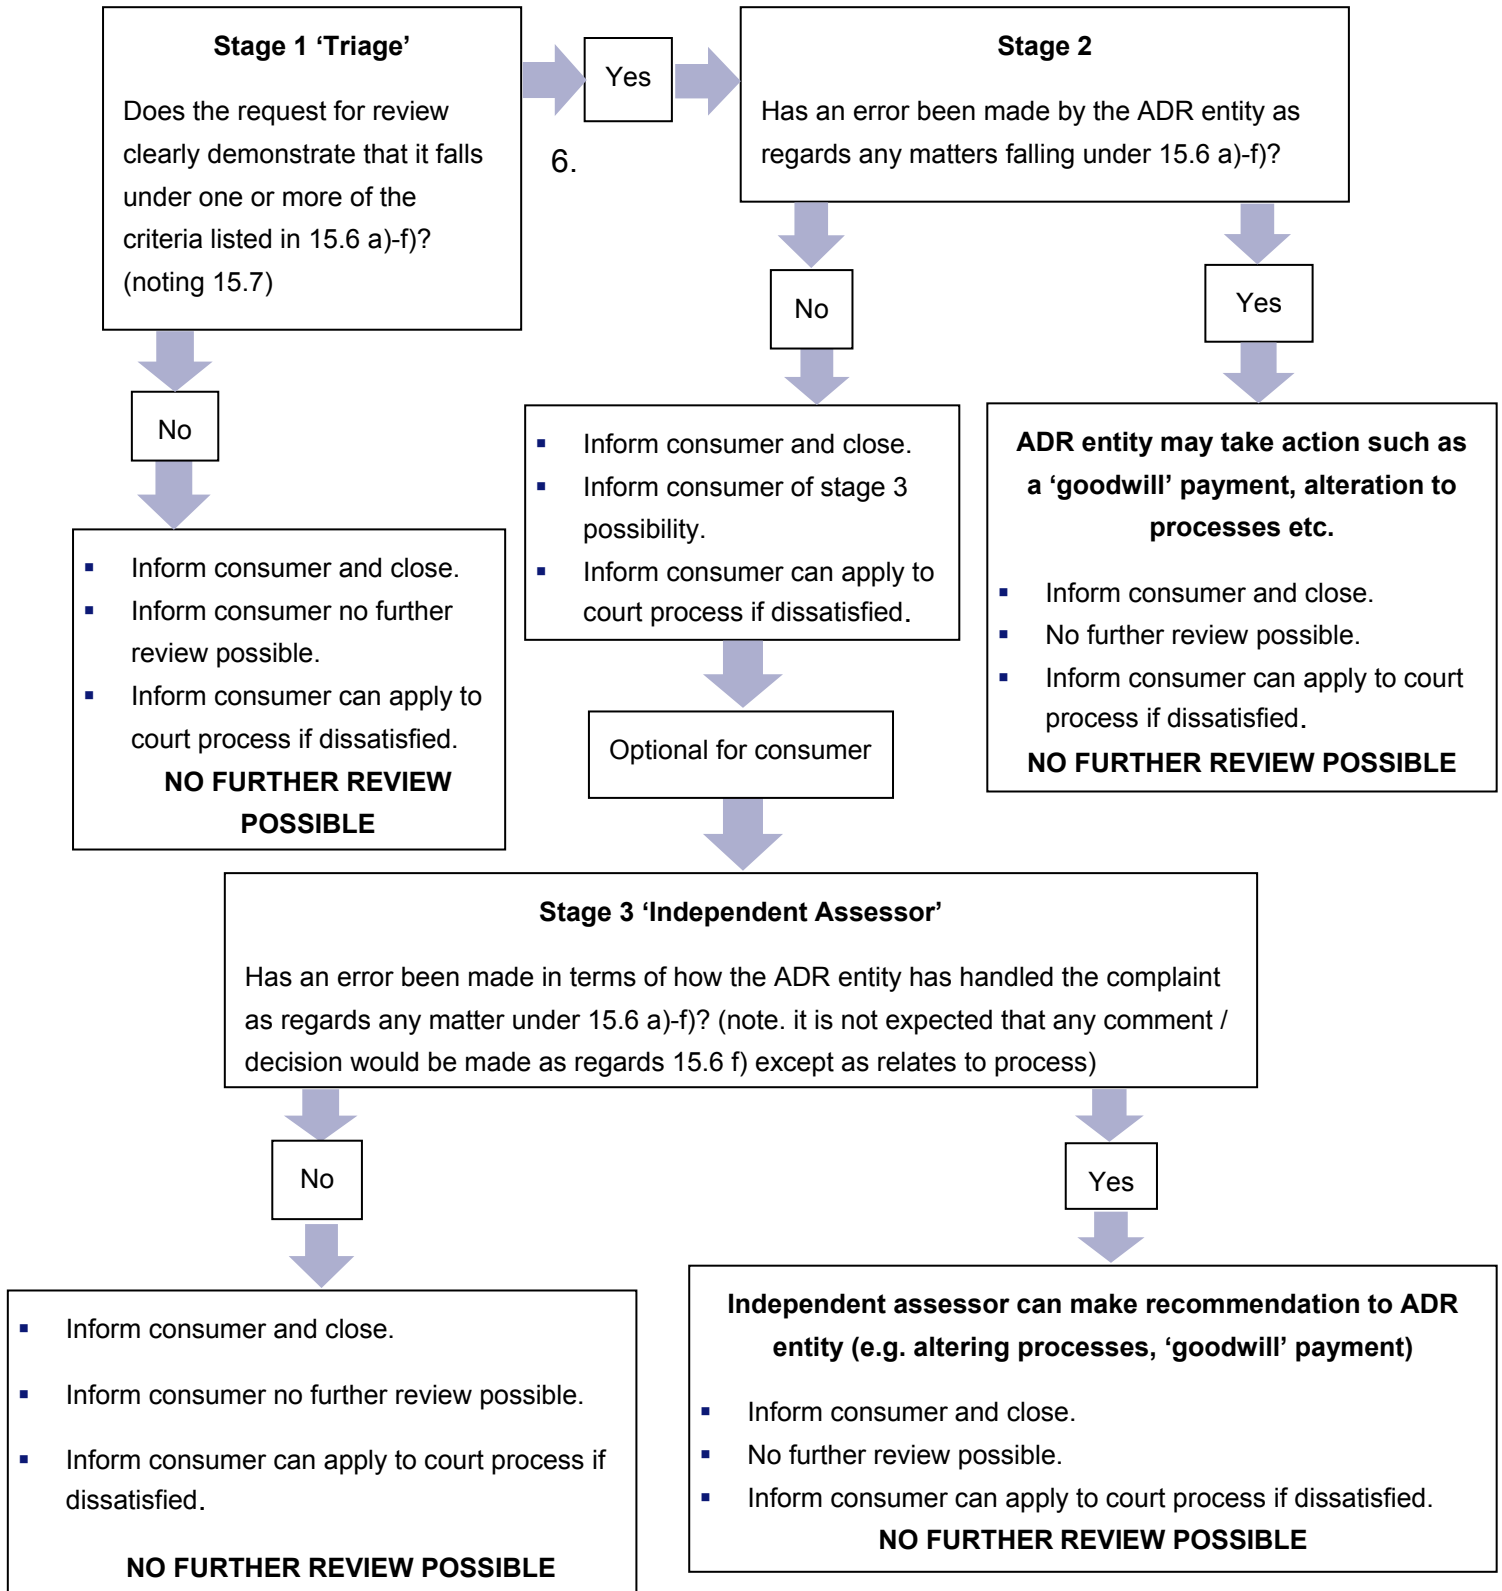 Stage 1 ‘Triage’
Does the request for review
clearly demonstrate that it falls
under one or more of the
criteria listed in 15.6 a)-f)?
(noting 15.7)
Yes
6.
Stage 2
Has an error been made by the ADR entity as
regards any matters falling under 15.6 a)-f)?
No
▪ Inform consumer and close.
▪ Inform consumer no further
review possible.
▪ Inform consumer can apply to
court process if dissatisfied.
NO FURTHER REVIEW
POSSIBLE
No
▪ Inform consumer and close.
▪ Inform consumer of stage 3
possibility.
▪ Inform consumer can apply to
court process if dissatisfied.
Yes
ADR entity may take action such as
a ‘goodwill’ payment, alteration to
processes etc.
▪ Inform consumer and close.
▪ No further review possible.
▪ Inform consumer can apply to court
process if dissatisfied.
NO FURTHER REVIEW POSSIBLE
Optional for consumer
Stage 3 ‘Independent Assessor’
Has an error been made in terms of how the ADR entity has handled the complaint
as regards any matter under 15.6 a)-f)? (note. it is not expected that any comment /
decision would be made as regards 15.6 f) except as relates to process)
No
▪ Inform consumer and close.
▪ Inform consumer no further review possible.
▪ Inform consumer can apply to court process if
dissatisfied.
NO FURTHER REVIEW POSSIBLE
Yes
Independent assessor can make recommendation to ADR
entity (e.g. altering processes, ‘goodwill’ payment)
▪ Inform consumer and close.
▪ No further review possible.
▪ Inform consumer can apply to court process if dissatisfied.
NO FURTHER REVIEW POSSIBLE